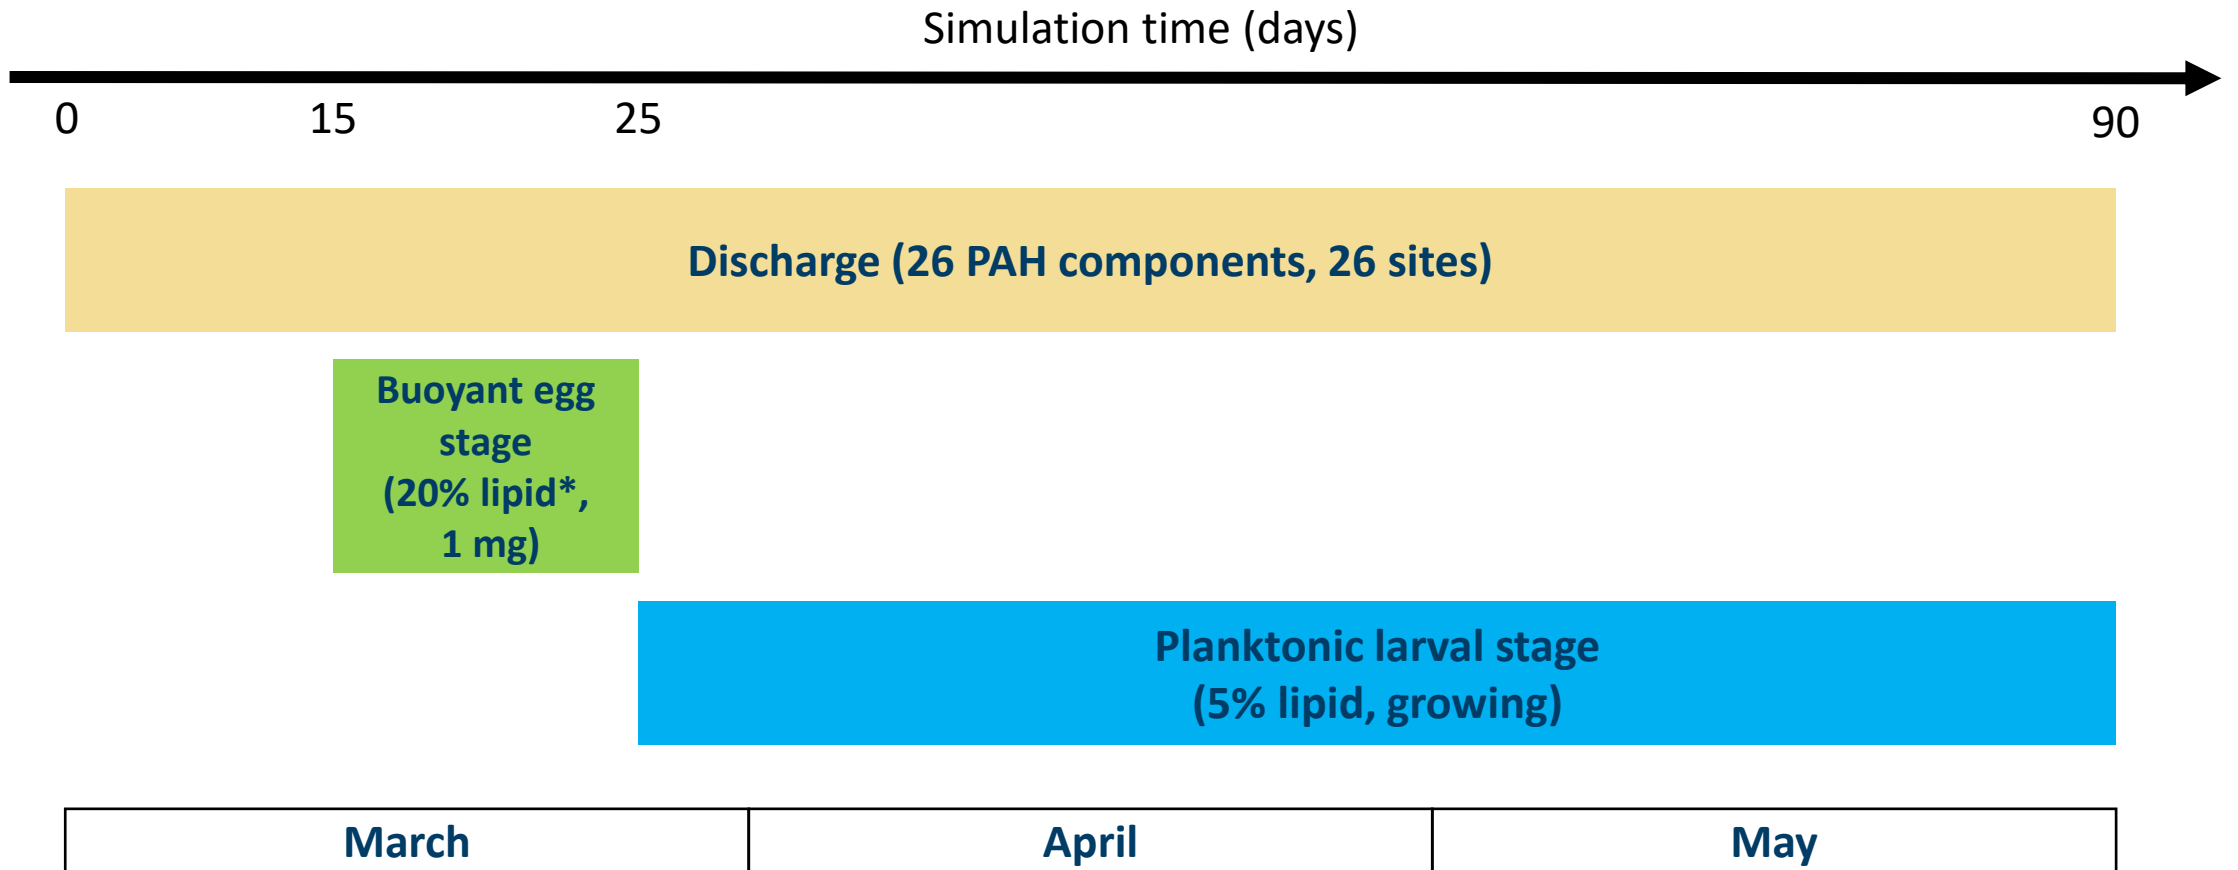 Simulation time (days)
0 15 25 90
Discharge (26 PAH components, 26 sites)
Buoyant egg
stage
(20% lipid*,
1 mg)
Planktonic larval stage
(5% lipid, growing)
March April May